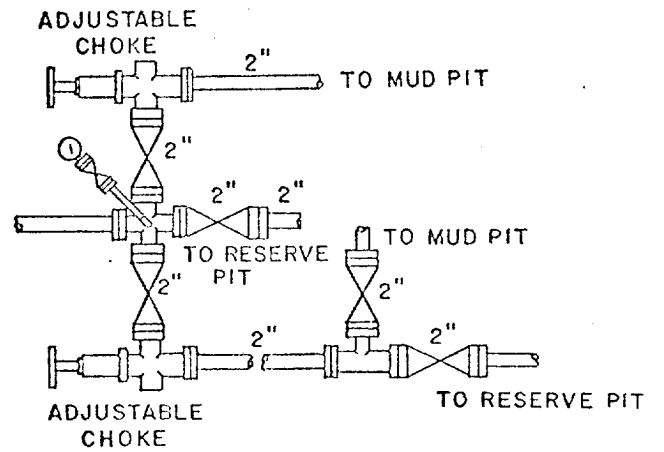 ADJUSTABLE
CHOKE
2"
TO MUD PIT
2"
1
2"
2"
TO RESERVE
PIT
TO MUD PIT
2"
2"
2"
2"
TO RESERVE PIT
ADJUSTABLE
CHOKE